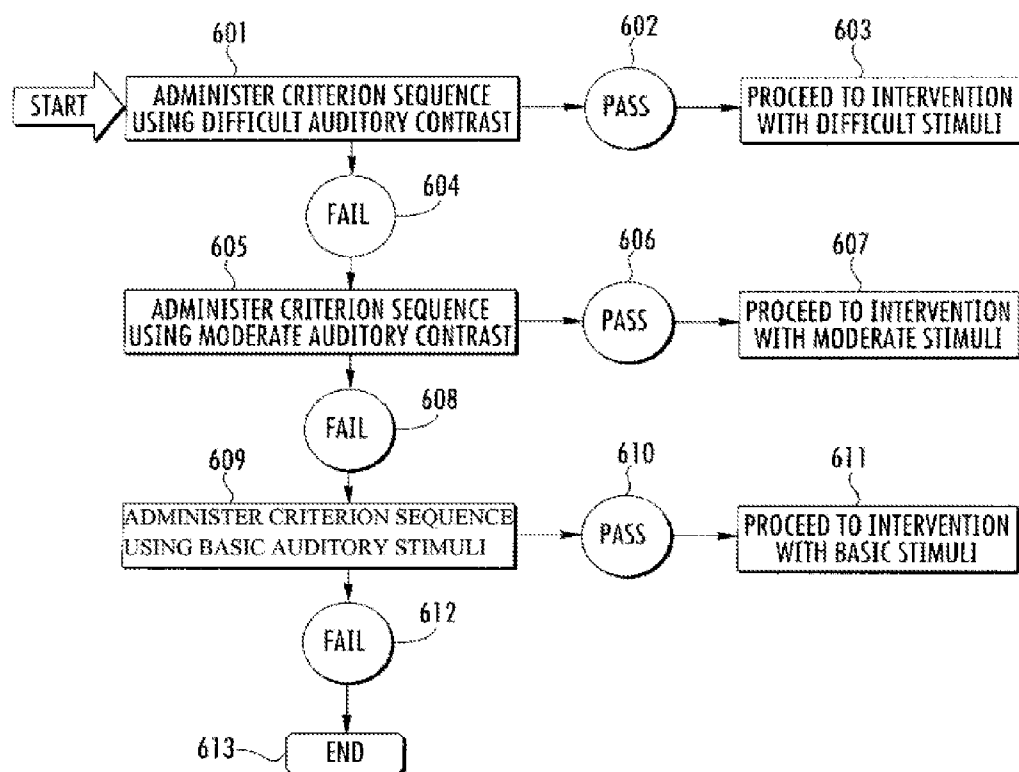 601
602
603
START
ADMINISTER CRITERION SEQUENCE
USING DIFFICULT AUDITORY CONTRAST
PASS
PROCEED TO INTERVENTION
WITH DIFFICULT STIMULI
FAIL
604
605
606
607
ADMINISTER CRITERION SEQUENCE
USING MODERATE AUDITORY CONTRAST
PASS
PROCEED TO INTERVENTION
WITH MODERATE STIMULI
FAIL
608
609
610
611
ADMINISTER CRITERION SEQUENCE
USING BASIC AUDITORY STIMULI
PASS
PROCEED TO INTERVENTION
WITH BASIC STIMULI
FAIL
612
613
END